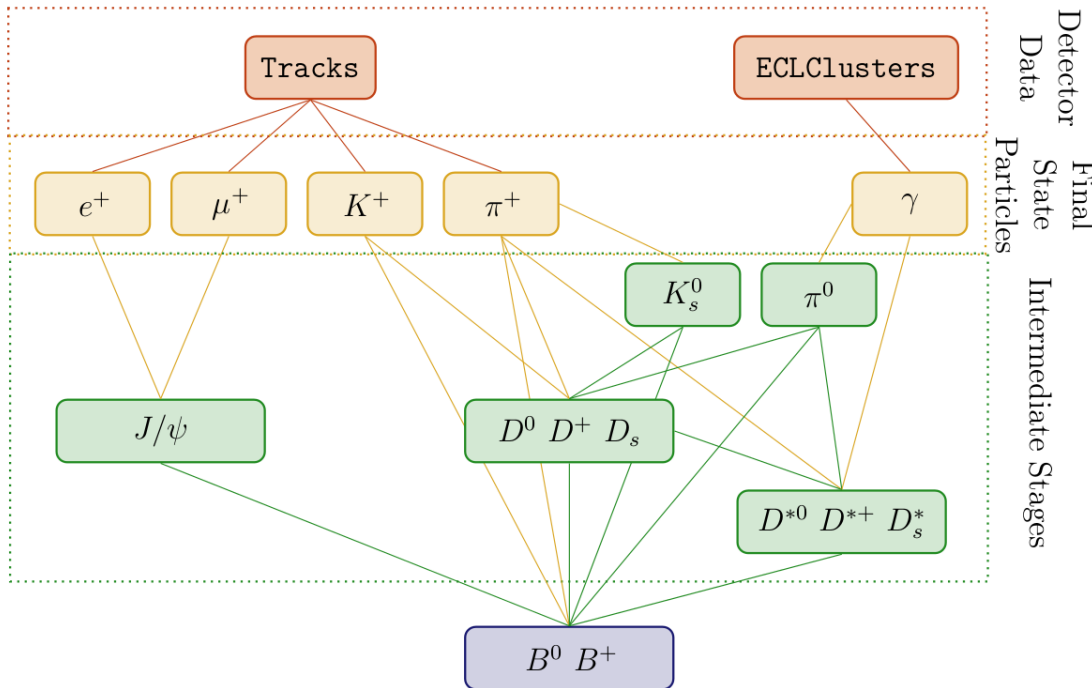 Tracks
ECLClusters
Detector
Data
e⁺
μ⁺
K⁺
π⁺
γ
Final
State
Particles
K⁰ₛ
π⁰
J/ψ
D⁰ D⁺ Dₛ
D*⁰ D*⁺ D*ₛ
Intermediate Stages
B⁰ B⁺